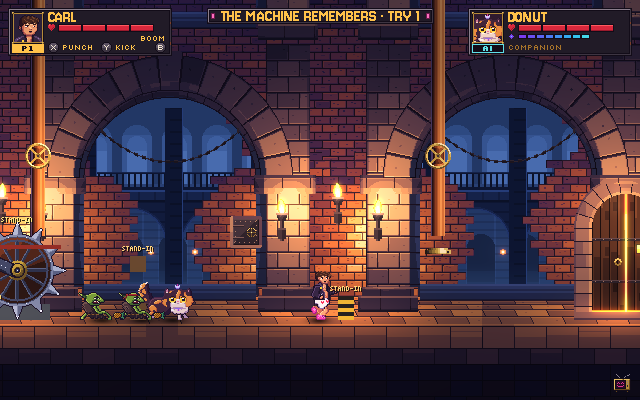 CARL
THE MACHINE REMEMBERS · TRY 1
DONUT
BOOM
P1
X PUNCH Y KICK B
AI
COMPANION
STAND-IN
STAND-IN
STAND-IN